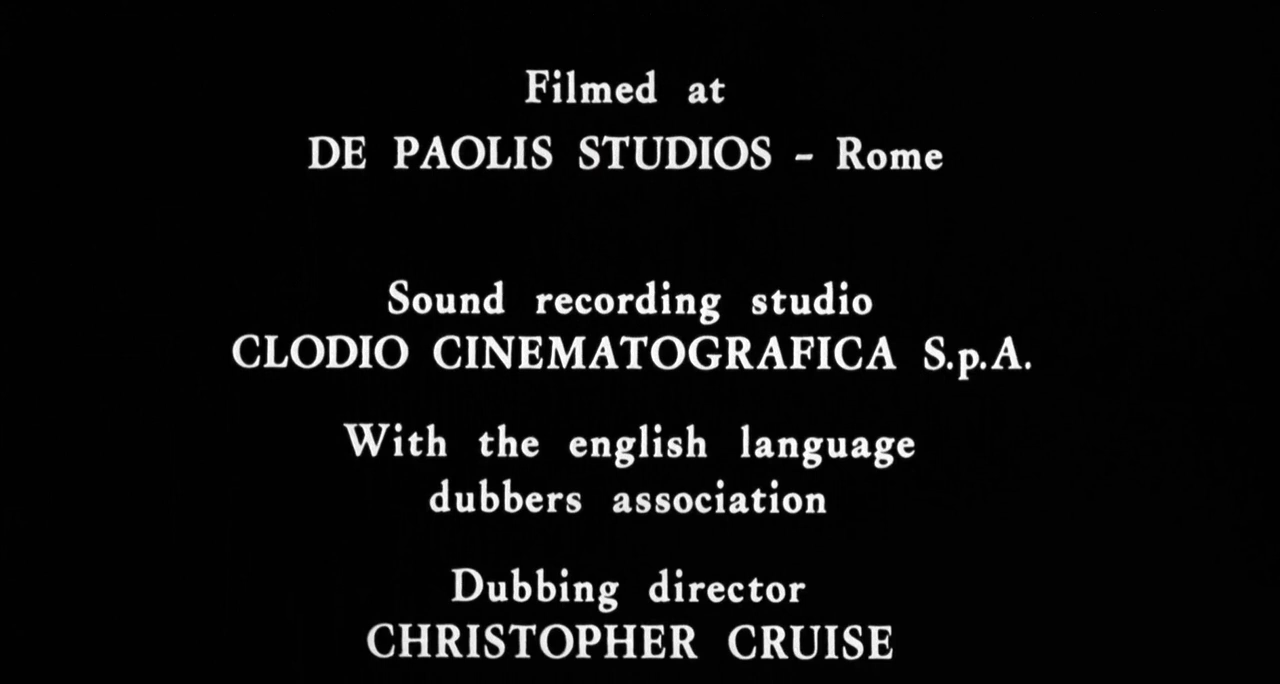 Filmed at
DE PAOLIS STUDIOS - Rome
Sound recording studio
CLODIO CINEMATOGRAFICA S.p.A.
With the english language
dubbers association
Dubbing director
CHRISTOPHER CRUISE